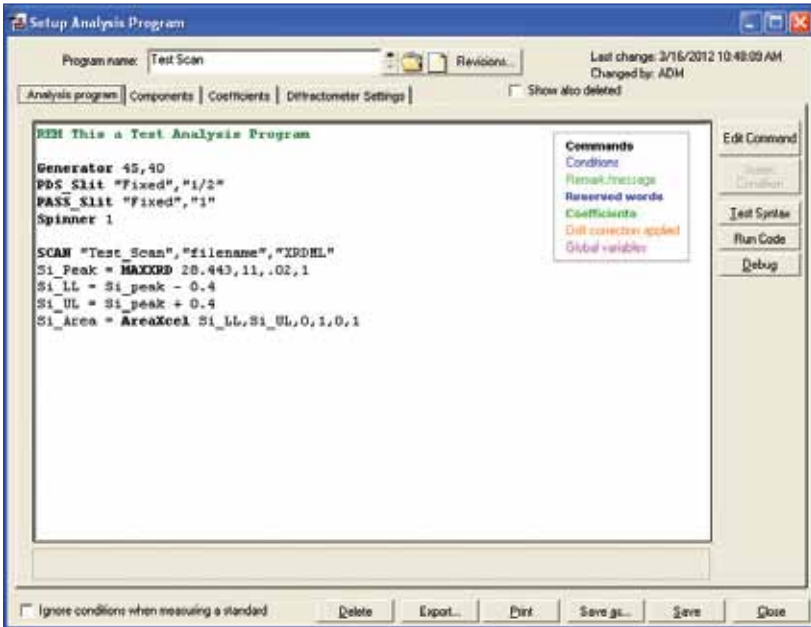 Setup Analysis Program
Program name: Test Scan
Revisions...
Last change: 3/16/2012 10:48:09 AM
Changed by: ADM
Show also deleted
Analysis program
Components
Coefficients
Diffractometer Settings
REM This a Test Analysis Program
Generator 45,40
PDS_Slit "Fixed","1/2"
PASS_Slit "Fixed","1"
Spinner 1
SCAN "Test_Scan","filename","XRDML"
Si_Peak = MAXXRD 28.443,11,.02,1
Si_LL = Si_peak - 0.4
Si_UL = Si_peak + 0.4
Si_Area = AreaXcel Si_LL,Si_UL,0,1,0,1
Commands
Conditions
Remark/message
Reserved words
Coefficients
Drift correction applied
Global variables
Edit Command
Condition
Test Syntax
Run Code
Debug
Ignore conditions when measuring a standard
Delete
Export...
Print
Save as...
Save
Close